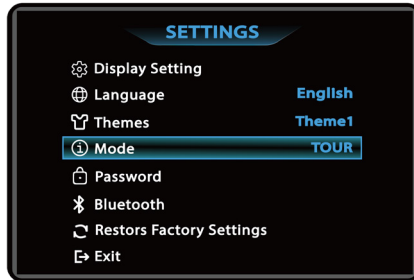 SETTINGS
Display Setting
Language English
Themes Theme1
Mode TOUR
Password
Bluetooth
Restors Factory Settings
Exit